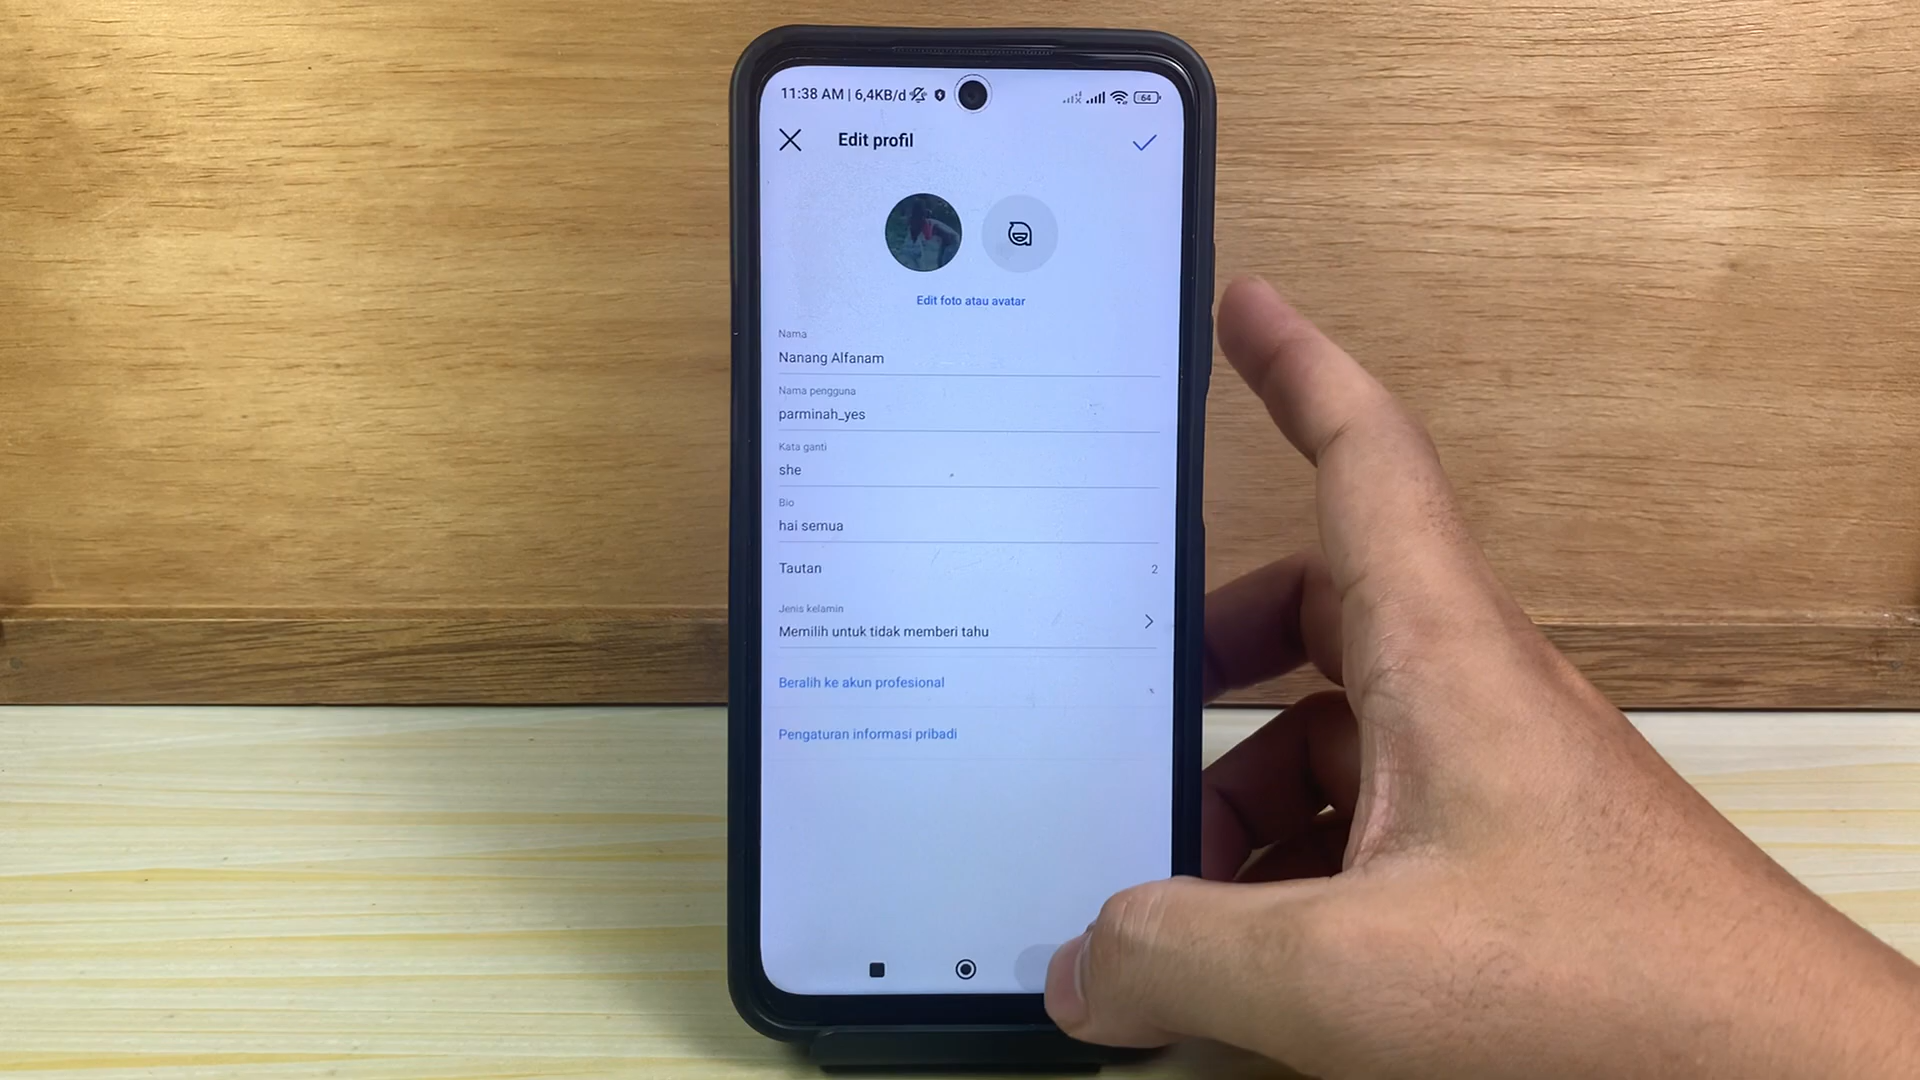 11:38 AM | 6,4KB/d
64
Edit profil
Edit foto atau avatar
Nama
Nanang Alfanam
Nama pengguna
parminah_yes
Kata ganti
she
Bio
hai semua
Tautan 2
Jenis kelamin
Memilih untuk tidak memberi tahu
Beralih ke akun profesional
Pengaturan informasi pribadi